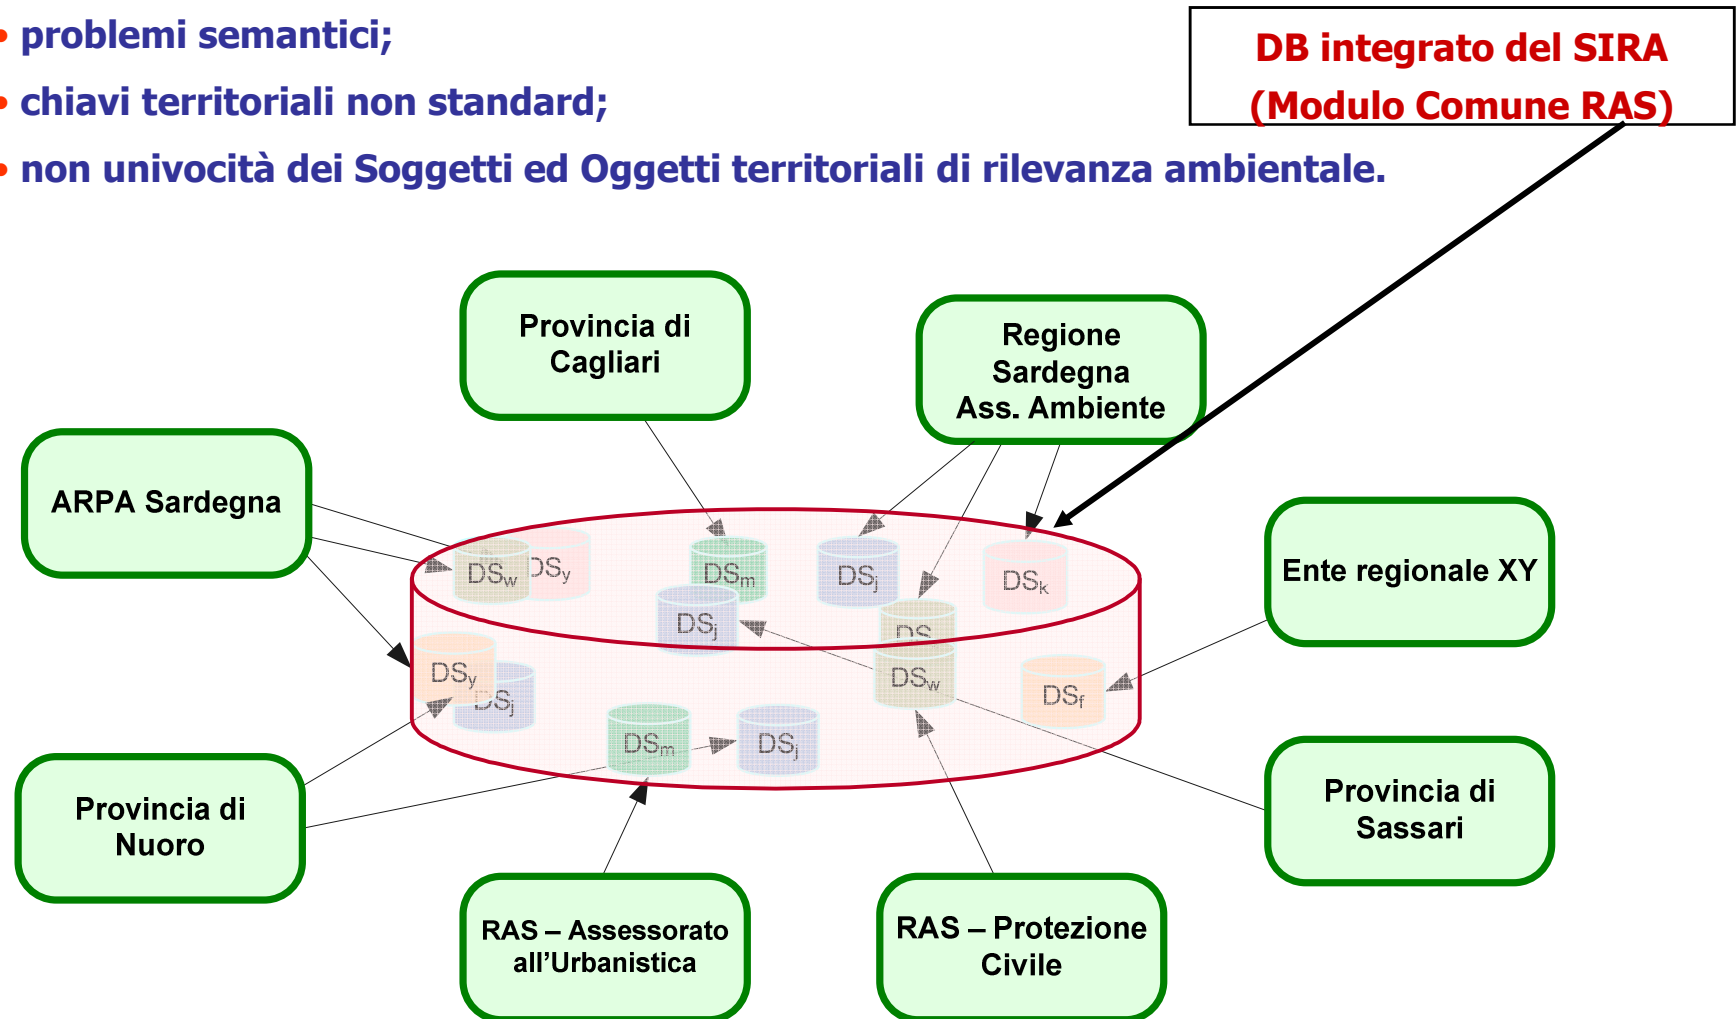 • problemi semantici;
• chiavi territoriali non standard;
• non univocità dei Soggetti ed Oggetti territoriali di rilevanza ambientale.
DB integrato del SIRA
(Modulo Comune RAS)
Provincia di
Cagliari
Regione
Sardegna
Ass. Ambiente
ARPA Sardegna
Ente regionale XY
DSw
DSy
DSm
DSj
DSk
DSj
DS
DSw
DSy
DSj
DSf
DSm
DSj
Provincia di
Nuoro
Provincia di
Sassari
RAS – Assessorato
all’Urbanistica
RAS – Protezione
Civile